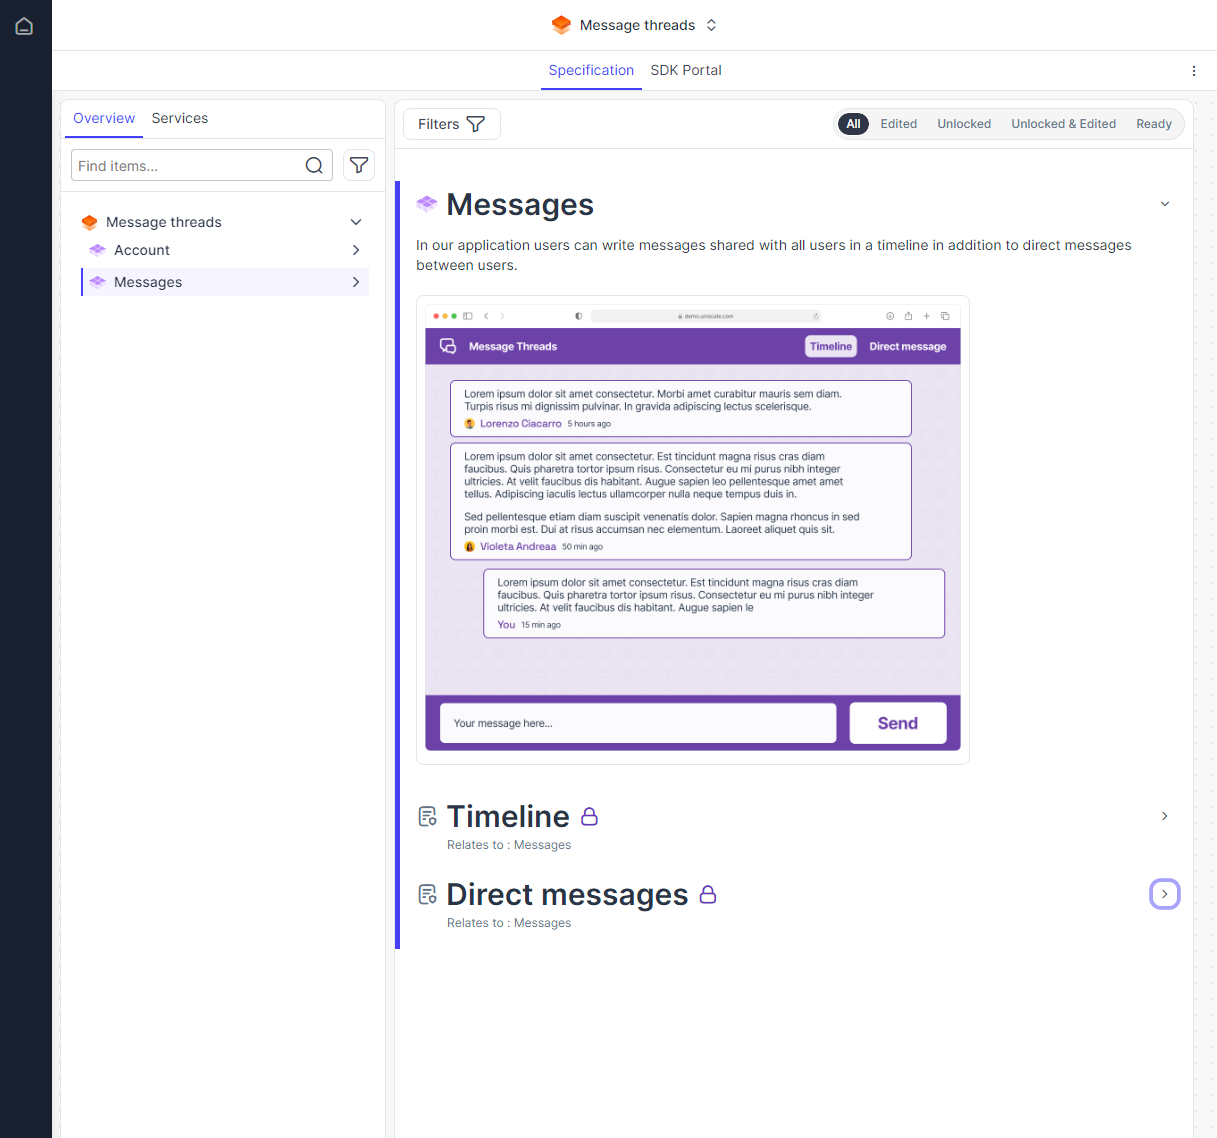 Message threads
Specification
SDK Portal
Overview
Services
Filters
All
Edited
Unlocked
Unlocked & Edited
Ready
Find items...
Message threads
Account
Messages
Messages
In our application users can write messages shared with all users in a timeline in addition to direct messages
between users.
demo.uniscale.com
Message Threads
Timeline
Direct message
Lorem ipsum dolor sit amet consectetur. Morbi amet curabitur mauris sem diam.
Turpis risus mi dignissim pulvinar. In gravida adipiscing lectus scelerisque.
Lorenzo Ciacarro 5 hours ago
Lorem ipsum dolor sit amet consectetur. Est tincidunt magna risus cras diam
faucibus. Quis pharetra tortor ipsum risus. Consectetur eu mi purus nibh integer
ultricies. At velit faucibus dis habitant. Augue sapien leo pellentesque amet amet
tellus. Adipiscing iaculis lectus ullamcorper nulla neque tempus duis in.
Sed pellentesque etiam diam suscipit venenatis dolor. Sapien magna rhoncus in sed
proin morbi est. Dui at risus accumsan nec elementum. Laoreet aliquet quis sit.
Violeta Andreaa 50 min ago
Lorem ipsum dolor sit amet consectetur. Est tincidunt magna risus cras diam
faucibus. Quis pharetra tortor ipsum risus. Consectetur eu mi purus nibh integer
ultricies. At velit faucibus dis habitant. Augue sapien le
You 15 min ago
Your message here...
Send
Timeline
Relates to : Messages
Direct messages
Relates to : Messages